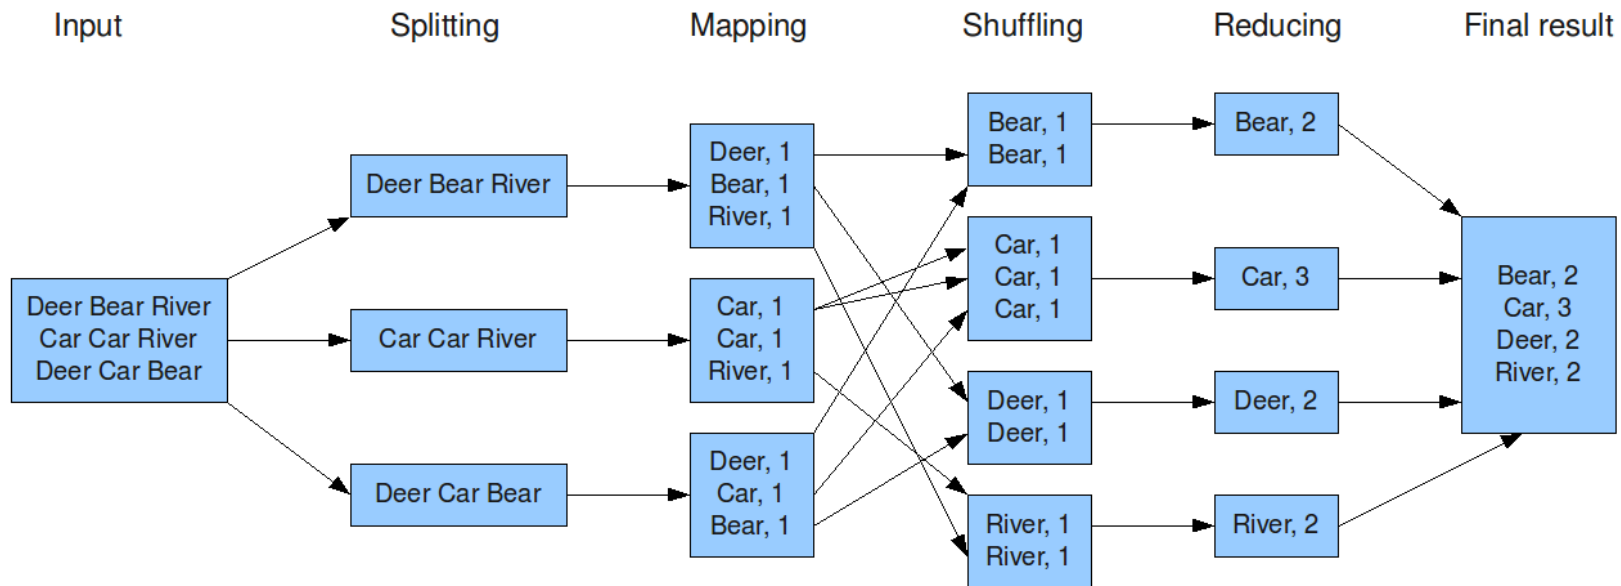 Input
Splitting
Mapping
Shuffling
Reducing
Final result
Deer Bear River
Car Car River
Deer Car Bear
Deer Bear River
Car Car River
Deer Car Bear
Deer, 1
Bear, 1
River, 1
Car, 1
Car, 1
River, 1
Deer, 1
Car, 1
Bear, 1
Bear, 1
Bear, 1
Car, 1
Car, 1
Car, 1
Deer, 1
Deer, 1
River, 1
River, 1
Bear, 2
Car, 3
Deer, 2
River, 2
Bear, 2
Car, 3
Deer, 2
River, 2